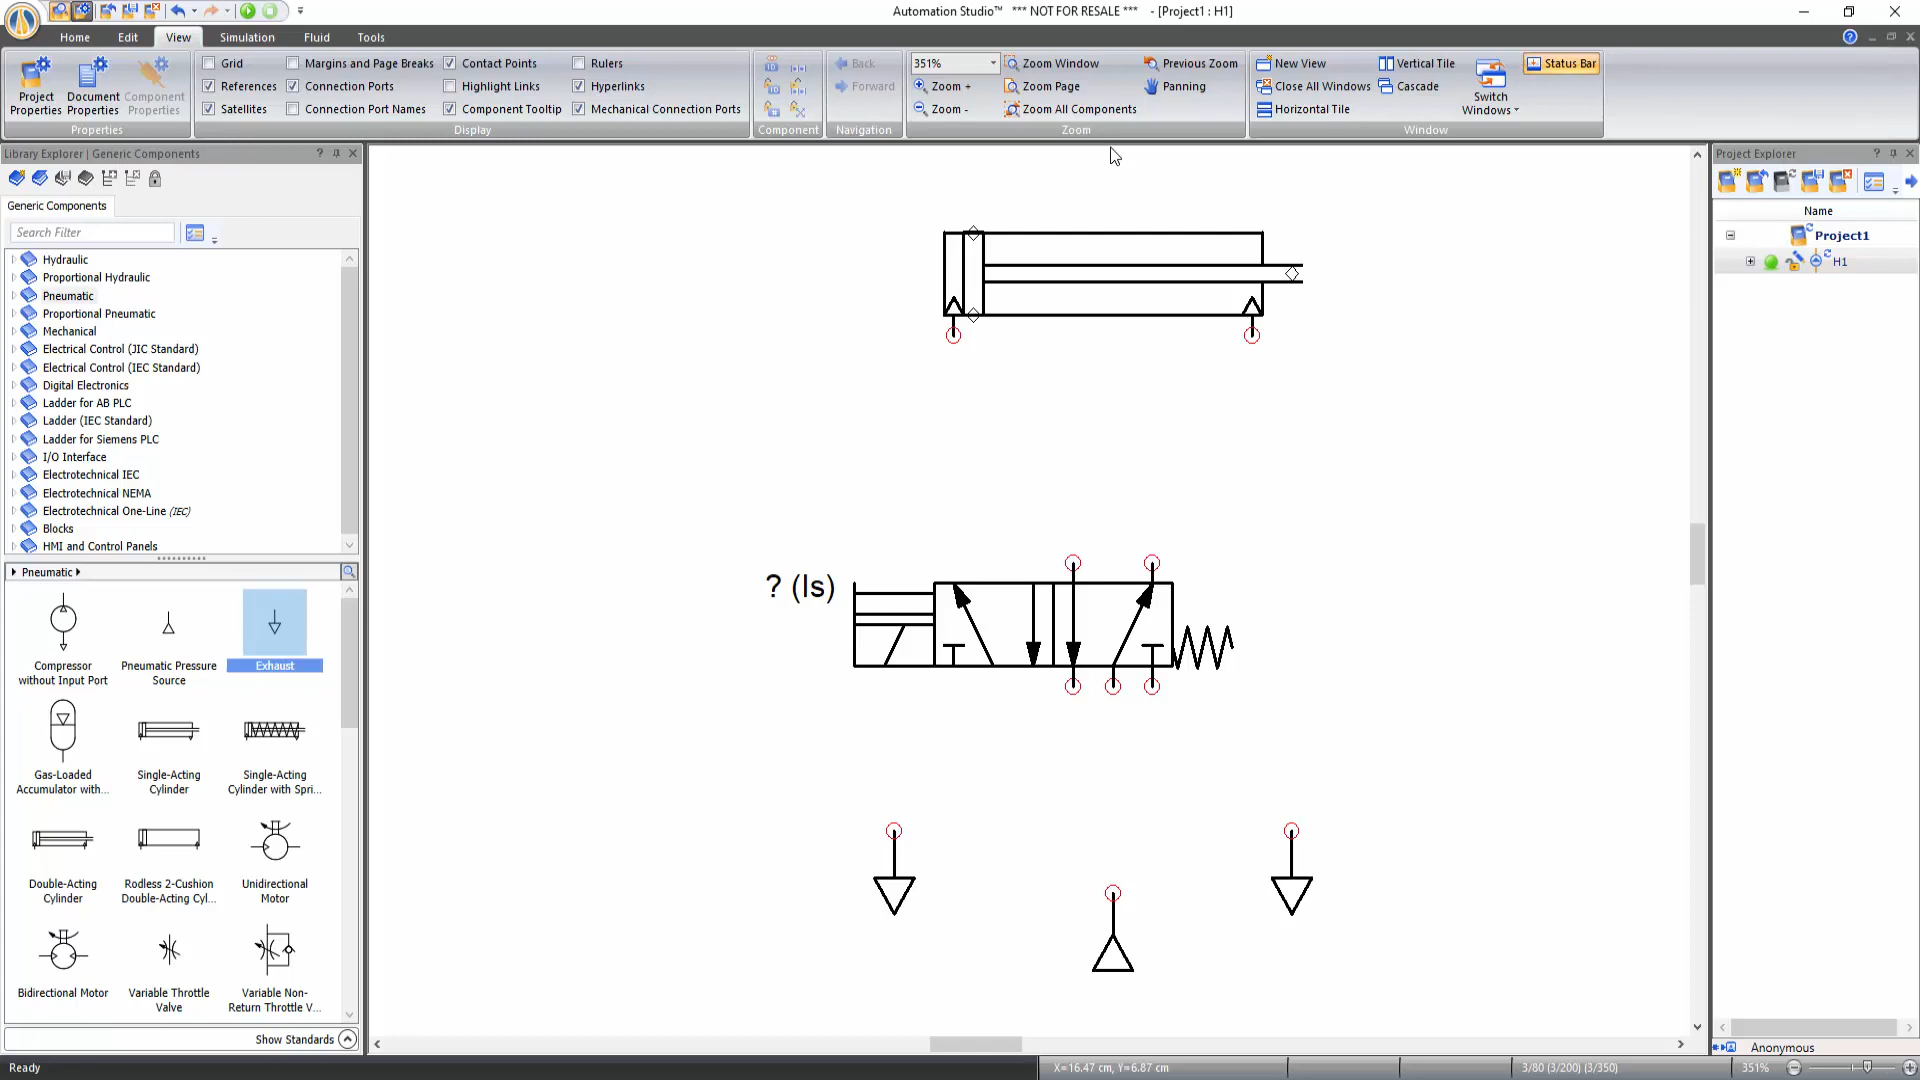 Automation Studio™ *** NOT FOR RESALE *** - [Project1 : H1]
Home Edit View Simulation Fluid Tools
Project Properties
Document Properties
Component Properties
Properties
Grid Margins and Page Breaks Contact Points Rulers
References Connection Ports Highlight Links Hyperlinks
Satellites Connection Port Names Component Tooltip Mechanical Connection Ports
Display
Component
Back
Forward
Navigation
351% Zoom Window Previous Zoom
Zoom + Zoom Page Panning
Zoom - Zoom All Components
Zoom
New View Vertical Tile
Close All Windows Cascade
Horizontal Tile
Switch Windows
Status Bar
Window
Library Explorer | Generic Components
Generic Components
Search Filter
Hydraulic
Proportional Hydraulic
Pneumatic
Proportional Pneumatic
Mechanical
Electrical Control (JIC Standard)
Electrical Control (IEC Standard)
Digital Electronics
Ladder for AB PLC
Ladder (IEC Standard)
Ladder for Siemens PLC
I/O Interface
Electrotechnical IEC
Electrotechnical NEMA
Electrotechnical One-Line (IEC)
Blocks
HMI and Control Panels
Pneumatic
Compressor without Input Port
Pneumatic Pressure Source
Exhaust
Gas-Loaded Accumulator with...
Single-Acting Cylinder
Single-Acting Cylinder with Spri...
Double-Acting Cylinder
Rodless 2-Cushion Double-Acting Cyl...
Unidirectional Motor
Bidirectional Motor
Variable Throttle Valve
Variable Non-Return Throttle V...
Show Standards
? (Is)
Project Explorer
Name
Project1
H1
Anonymous
Ready
X=16.47 cm, Y=6.87 cm
3/80 (3/200) (3/350)
351%